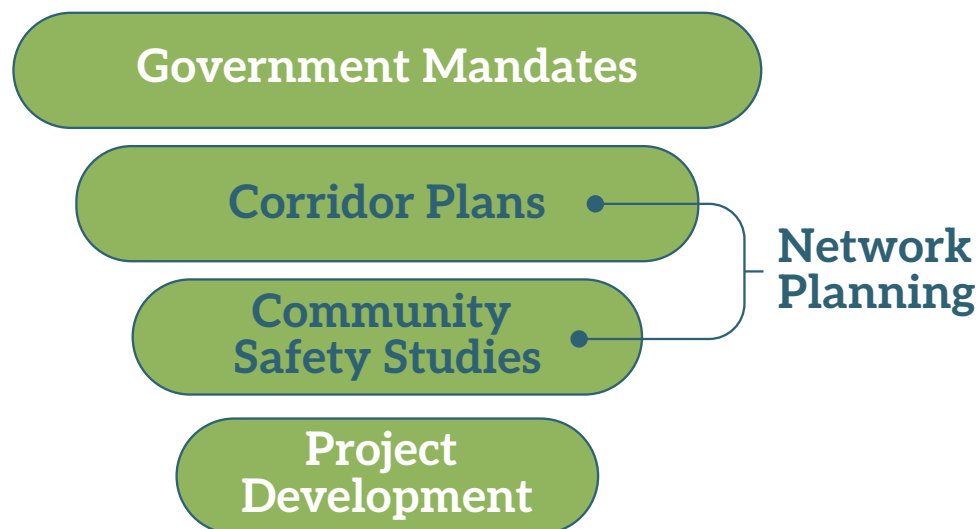 Government Mandates
Corridor Plans
Network
Planning
Community
Safety Studies
Project
Development